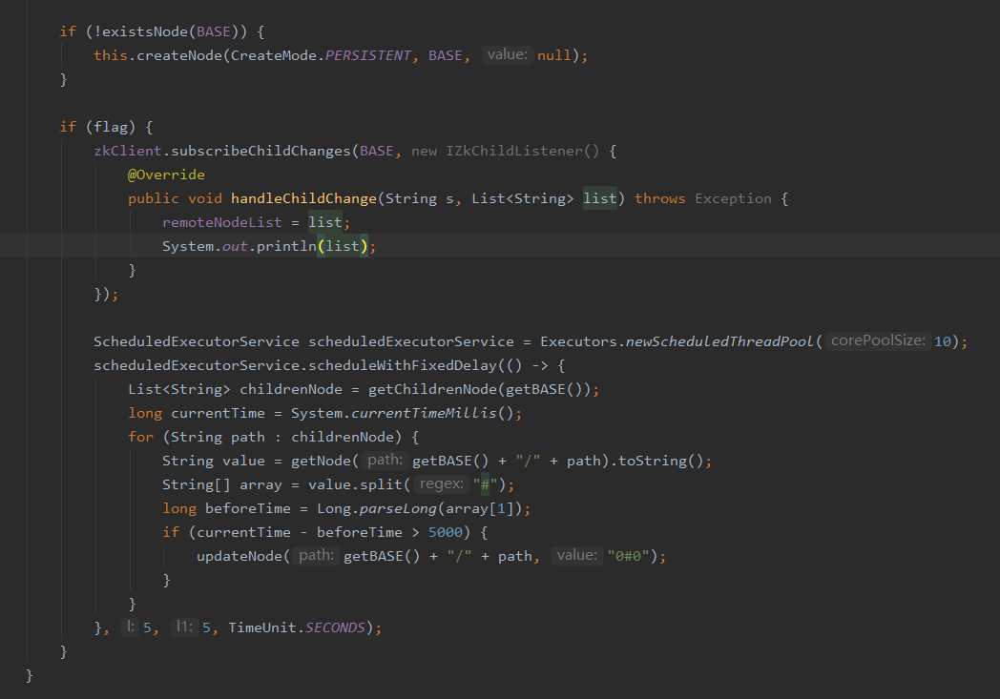 if (!existsNode(BASE)) {
this.createNode(CreateMode.PERSISTENT, BASE, value: null);
}
if (flag) {
zkClient.subscribeChildChanges(BASE, new IZkChildListener() {
@Override
public void handleChildChange(String s, List<String> list) throws Exception {
remoteNodeList = list;
System.out.println(list);
}
});
ScheduledExecutorService scheduledExecutorService = Executors.newScheduledThreadPool( corePoolSize: 10);
scheduledExecutorService.scheduleWithFixedDelay(() -> {
List<String> childrenNode = getChildrenNode(getBASE());
long currentTime = System.currentTimeMillis();
for (String path : childrenNode) {
String value = getNode( path: getBASE() + "/" + path).toString();
String[] array = value.split( regex: "#");
long beforeTime = Long.parseLong(array[1]);
if (currentTime - beforeTime > 5000) {
updateNode( path: getBASE() + "/" + path, value: "0#0");
}
}
}, l: 5, l1: 5, TimeUnit.SECONDS);
}
}